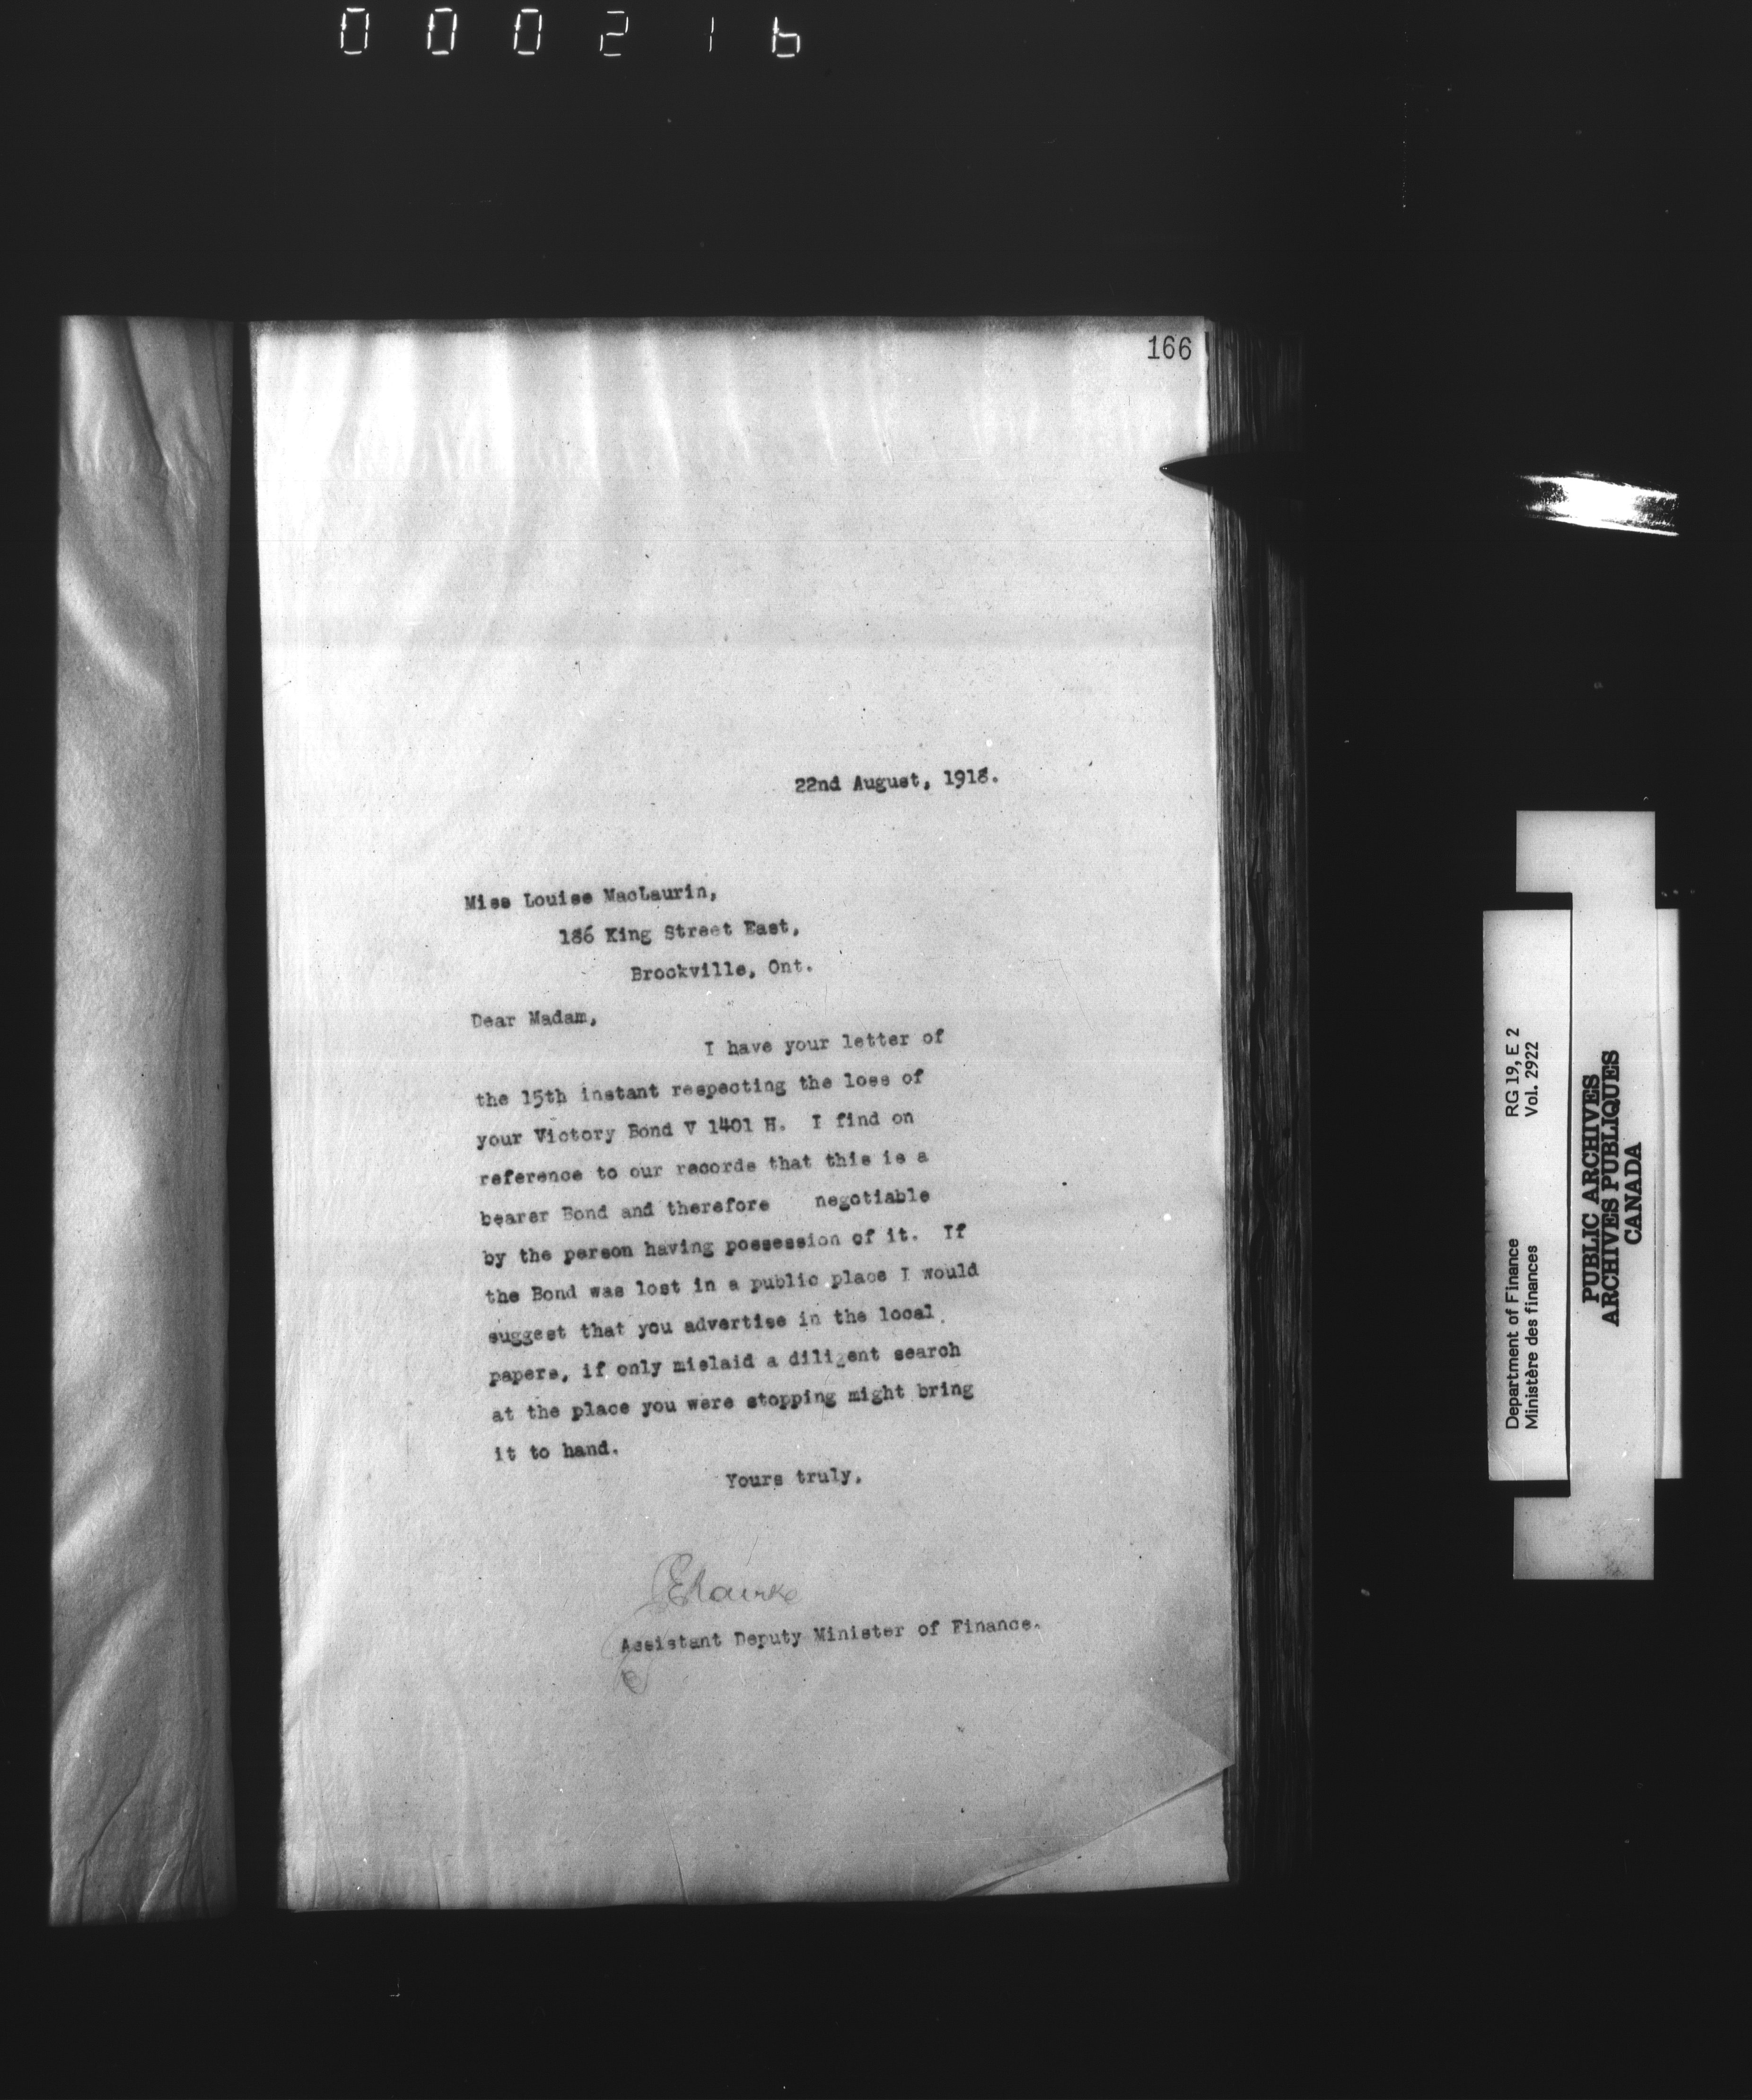 000216
166
22nd August, 1918.
Miss Louise MacLaurin,
186 King Street East,
Brockville, Ont.
Dear Madam,
I have your letter of
the 15th instant respecting the loss of
your Victory Bond V 1401 H. I find on
reference to our records that this is a
bearer Bond and therefore negotiable
by the person having possession of it. If
the Bond was lost in a public place I would
suggest that you advertise in the local
papers, if only mislaid a diligent search
at the place you were stopping might bring
it to hand.
Yours truly,
Assistant Deputy Minister of Finance.
Department of Finance RG 19, E 2
Ministère des finances Vol. 2922
PUBLIC ARCHIVES
ARCHIVES PUBLIQUES
CANADA